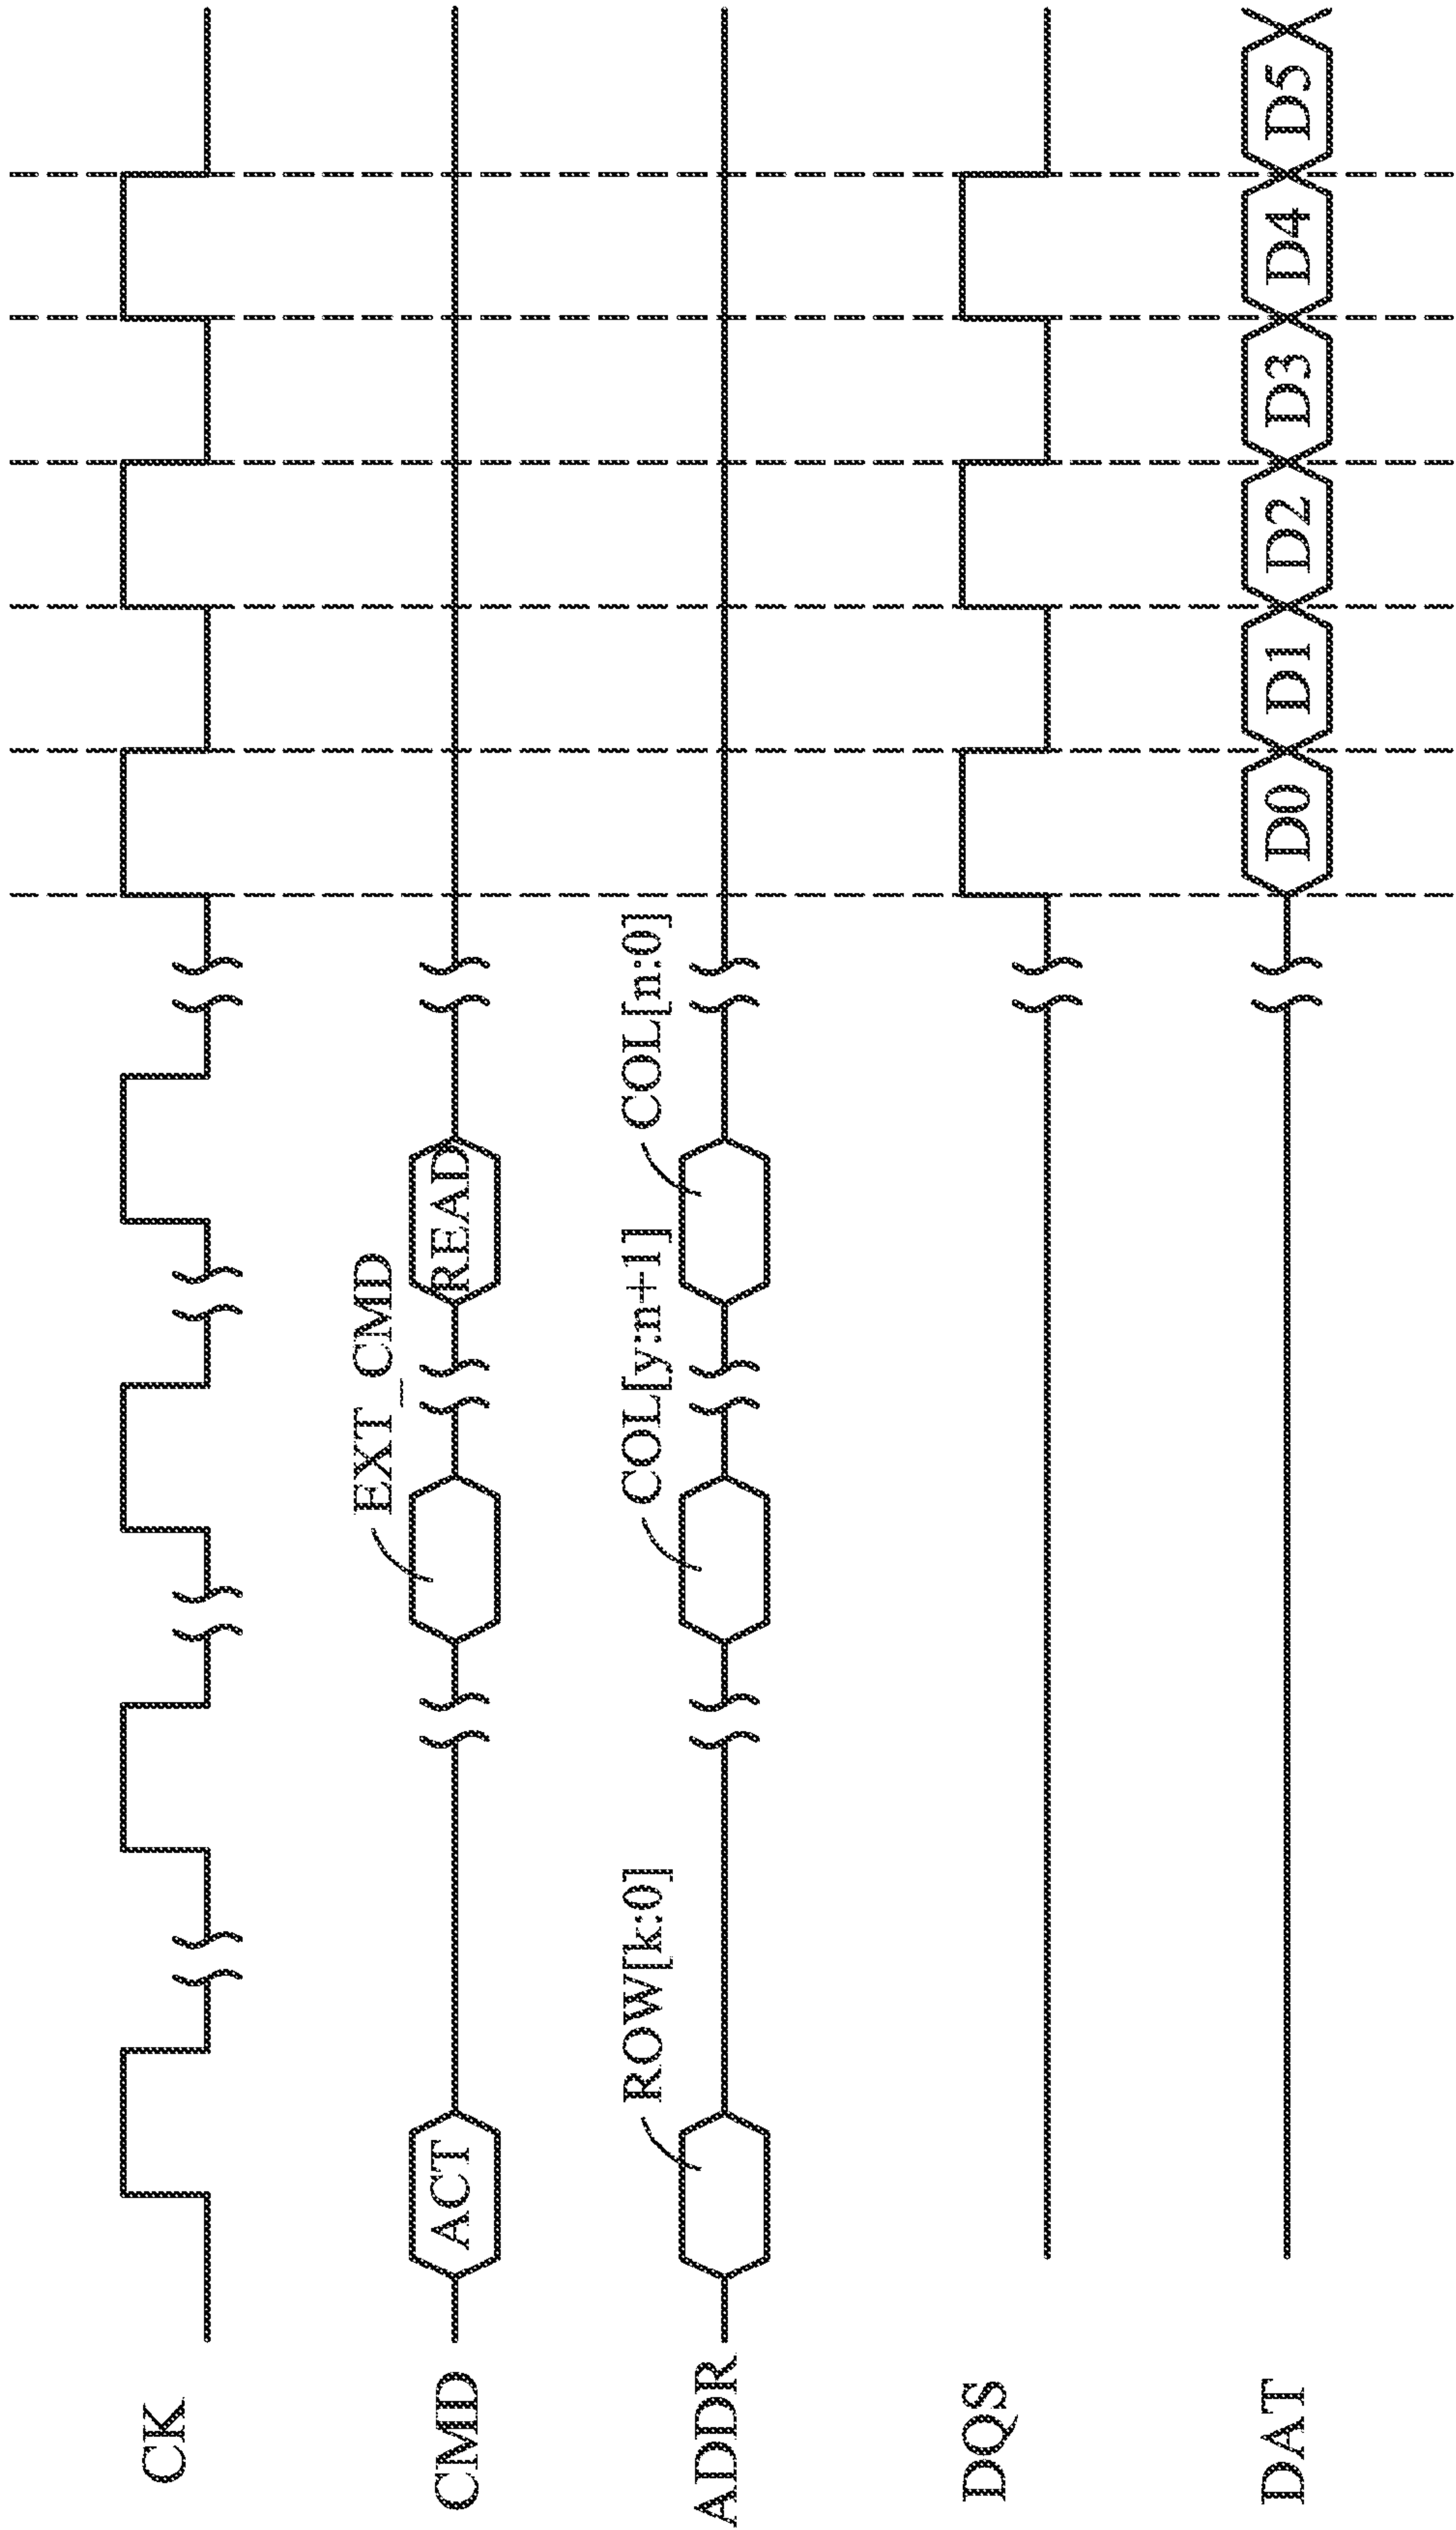 CK
CMD
ACT
EXT_CMD
READ
ADDR
ROW[k:0]
COL[y:n+1]
COL[n:0]
DQS
DAT
D0
D1
D2
D3
D4
D5